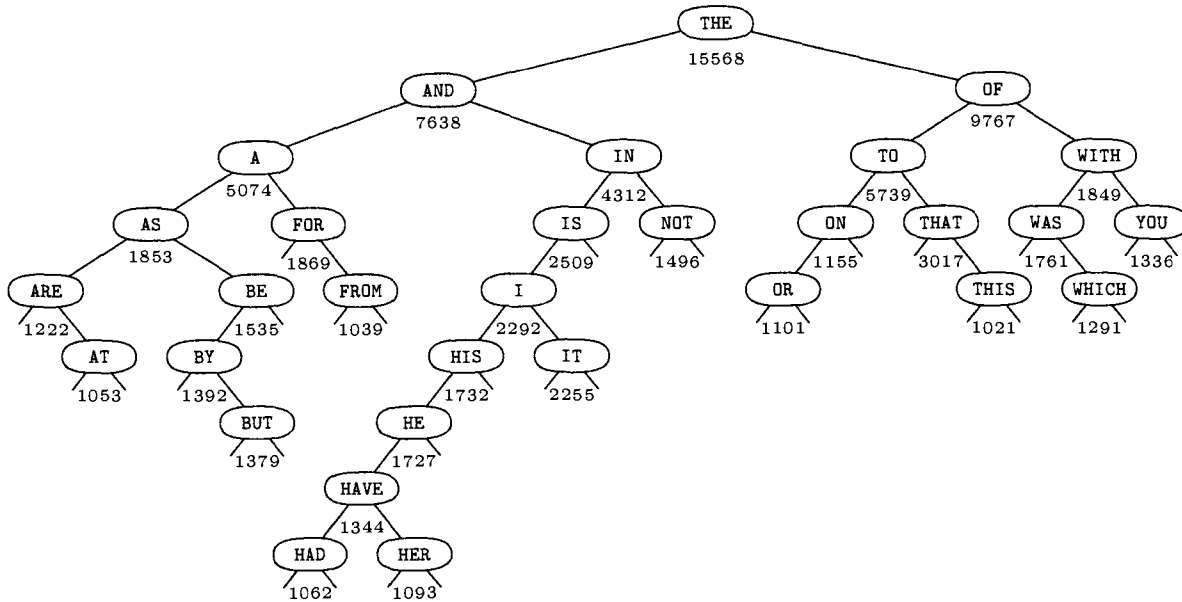 THE
15568
AND OF
7638 9767
A IN TO WITH
5074 4312 5739 1849
AS FOR IS NOT ON THAT WAS YOU
1853 1869 2509 1496 1155 3017 1761 1336
ARE BE FROM I OR THIS WHICH
1222 1535 1039 2292 1101 1021 1291
AT BY HIS IT
1053 1392 1732 2255
BUT HE
1379 1727
HAVE
1344
HAD HER
1062 1093